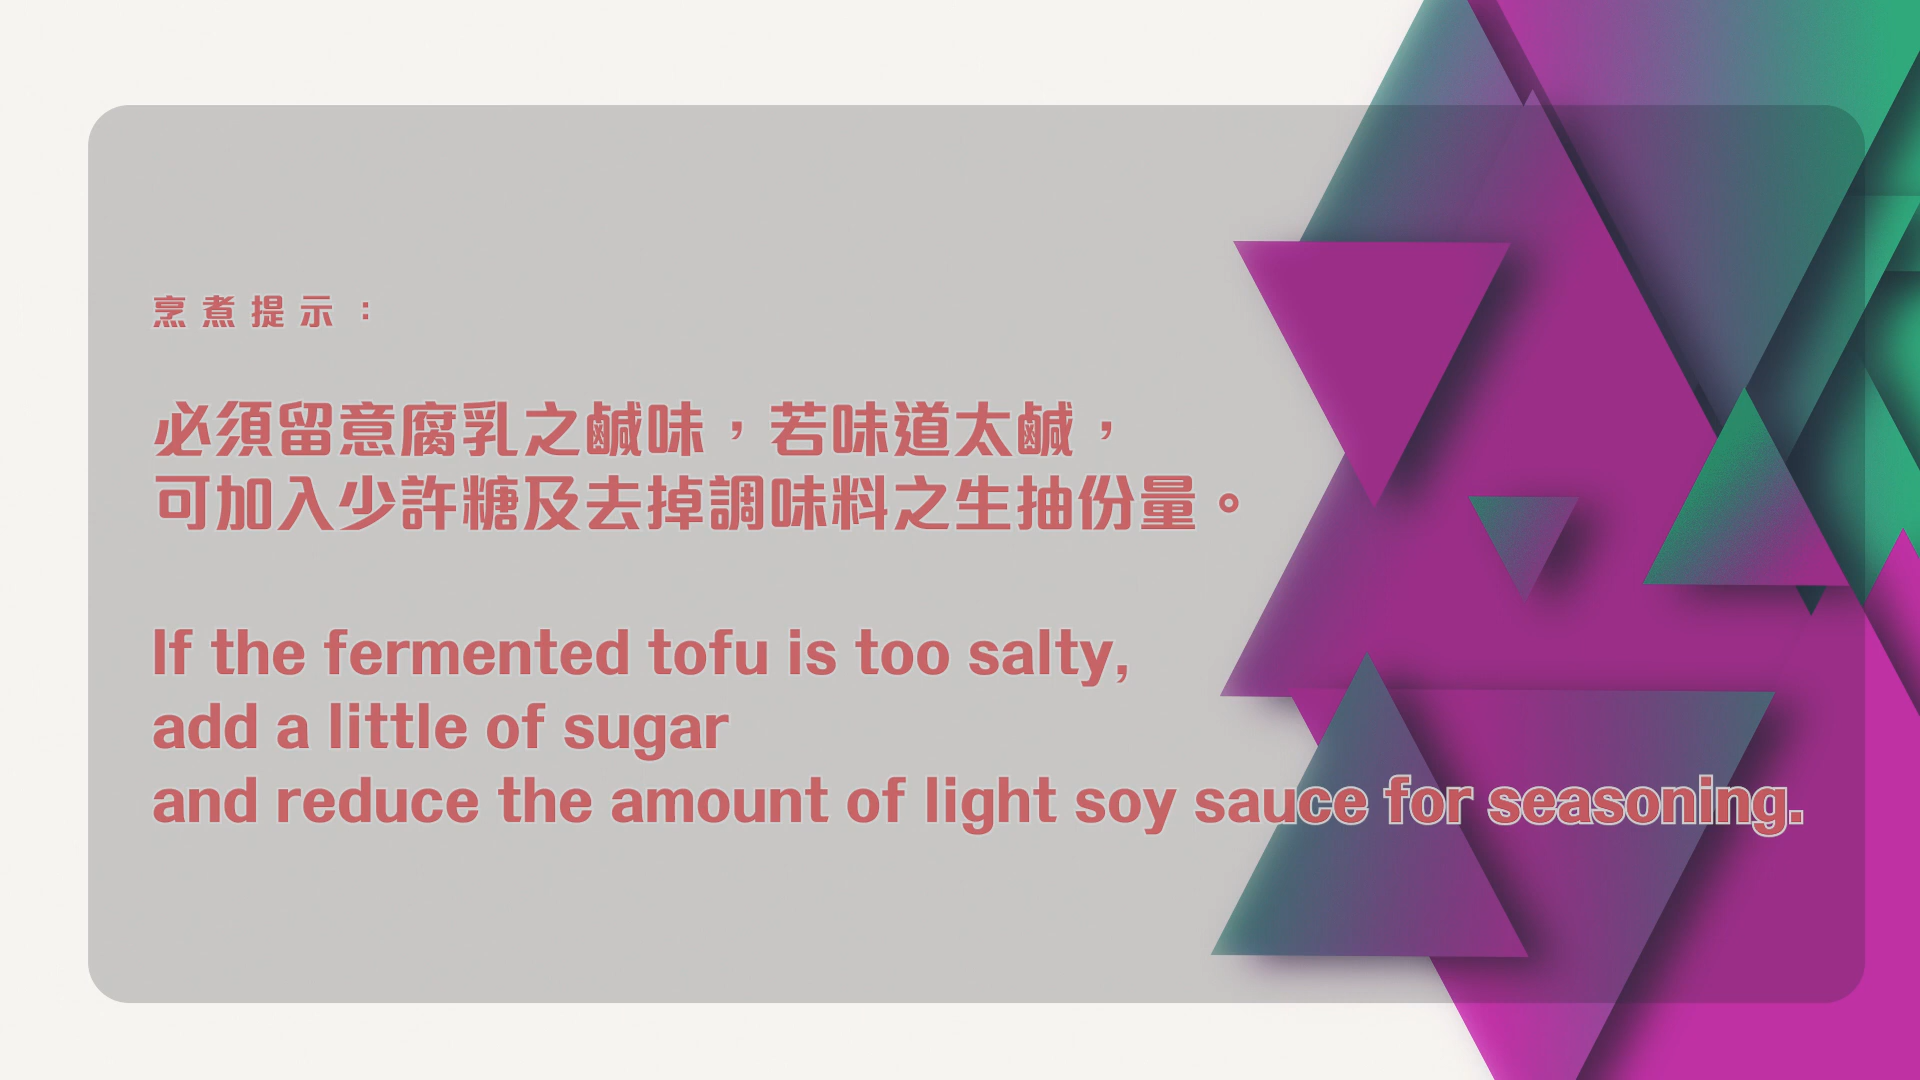 烹煮提示：
必須留意腐乳之鹹味，若味道太鹹，
可加入少許糖及去掉調味料之生抽份量。
If the fermented tofu is too salty,
add a little of sugar
and reduce the amount of light soy sauce for seasoning.